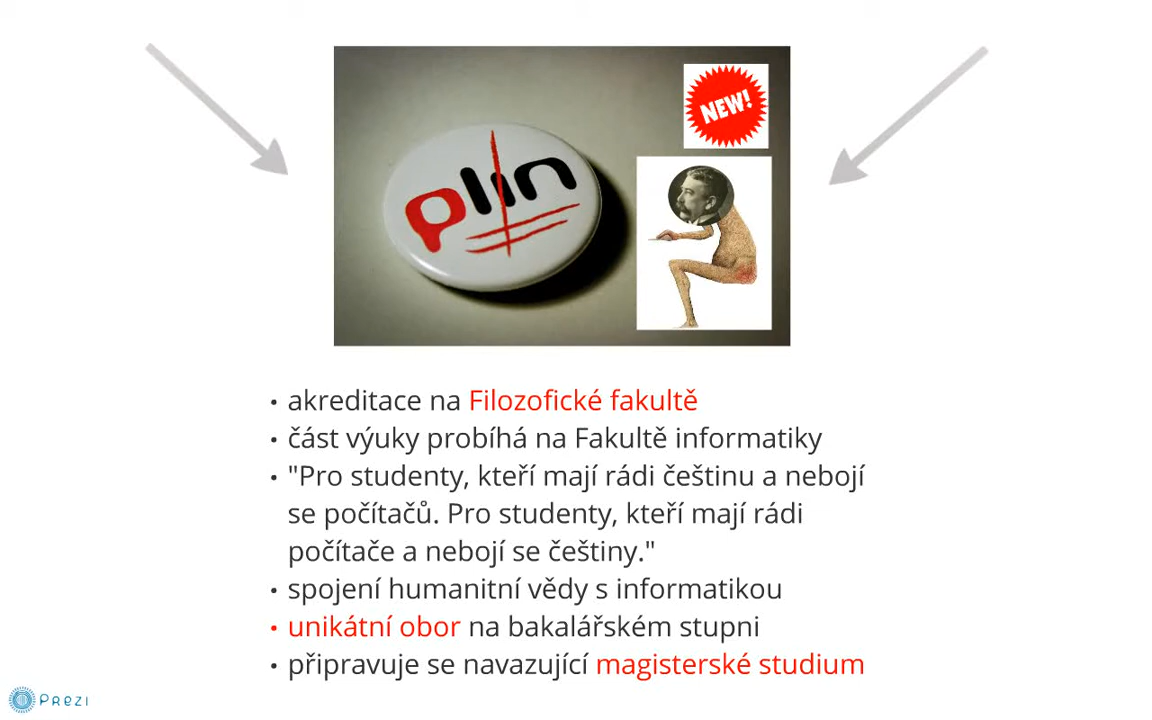 NEW!
plin
• akreditace na Filozofické fakultě
• část výuky probíhá na Fakultě informatiky
• "Pro studenty, kteří mají rádi češtinu a nebojí
se počítačů. Pro studenty, kteří mají rádi
počítače a nebojí se češtiny."
• spojení humanitní vědy s informatikou
• unikátní obor na bakalářském stupni
• připravuje se navazující magisterské studium
Prezi